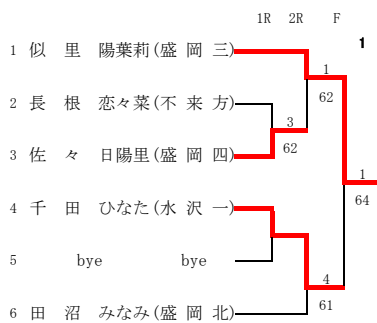 1R 2R F
1
1 似 里 陽葉莉(盛 岡 三)
1
62
2 長 根 恋々菜(不 来 方)
3
62
3 佐 々 日陽里(盛 岡 四)
1
64
4 千 田 ひなた(水 沢 一)
5 bye bye
4
61
6 田 沼 みなみ(盛 岡 北)